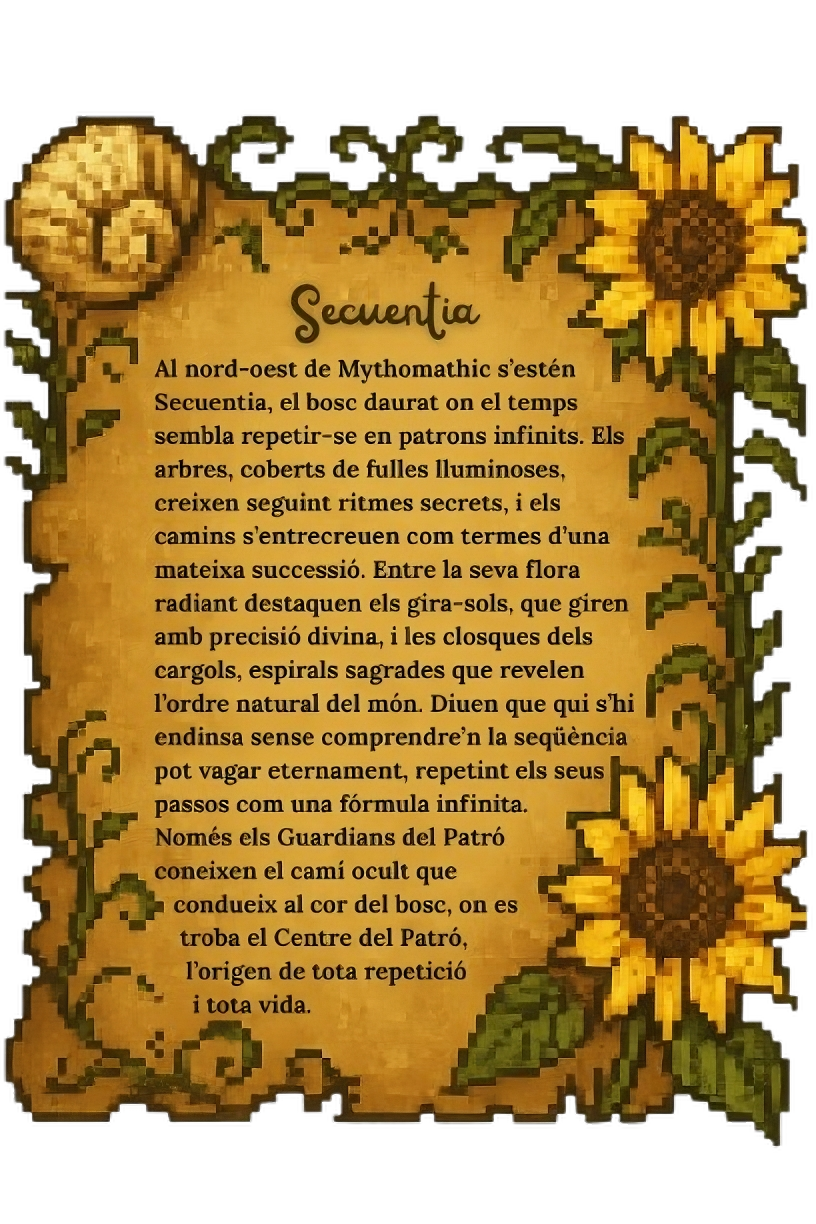 Secuentia
Al nord-oest de Mythomathic s'estén
Secuentia, el bosc daurat on el temps
sembla repetir-se en patrons infinits. Els
arbres, coberts de fulles lluminoses,
creixen seguint ritmes secrets, i els
camins s'entrecreuen com termes d'una
mateixa successió. Entre la seva flora
radiant destaquen els gira-sols, que giren
amb precisió divina, i les closques dels
cargols, espirals sagrades que revelen
l'ordre natural del món. Diuen que qui s'hi
endinsa sense comprendre'n la seqüència
pot vagar eternament, repetint els seus
passos com una fórmula infinita.
Només els Guardians del Patró
coneixen el camí ocult que
condueix al cor del bosc, on es
troba el Centre del Patró,
l'origen de tota repetició
i tota vida.